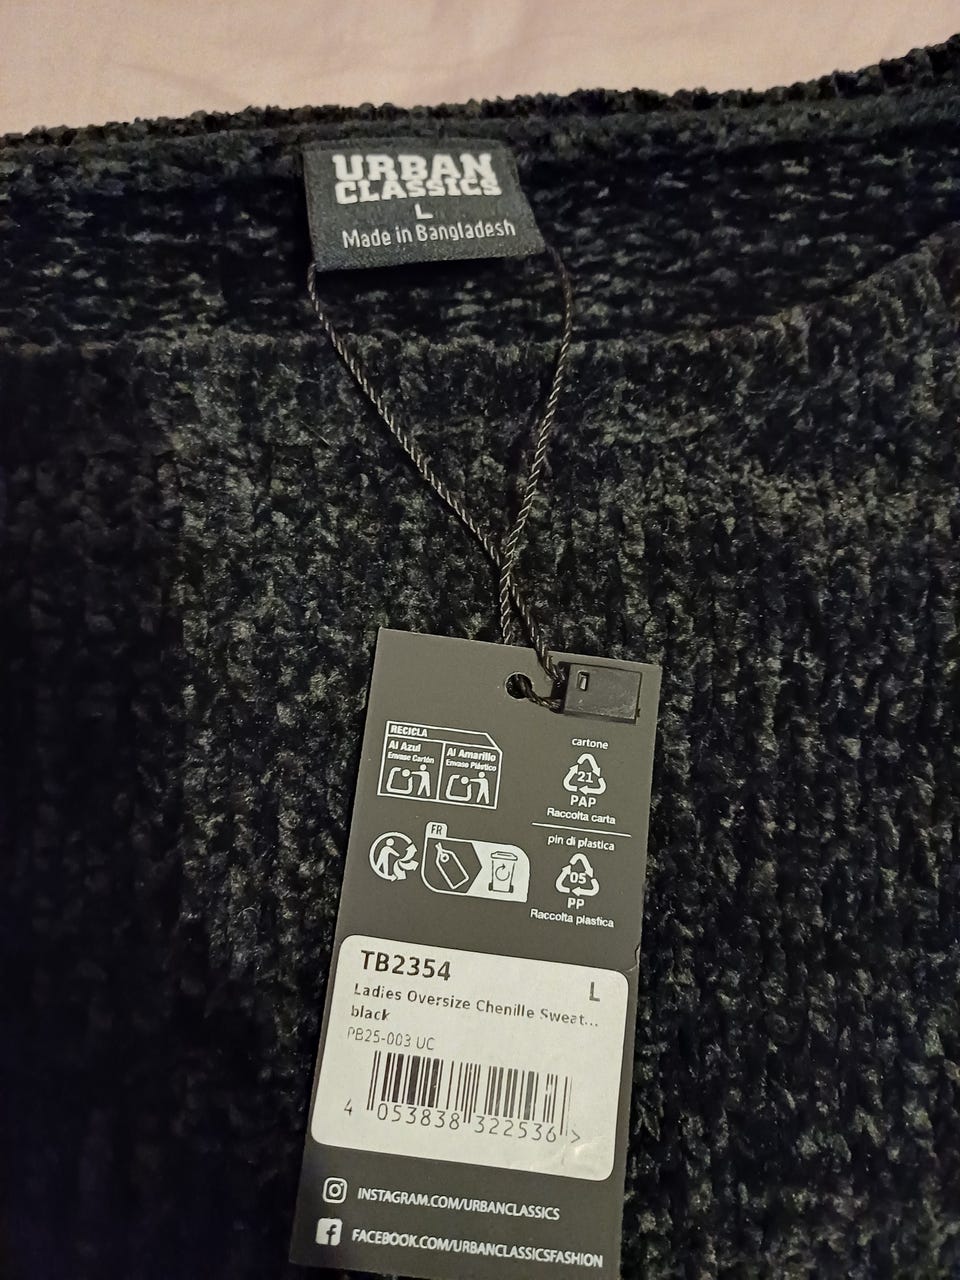 URBAN
CLASSICS
L
Made in Bangladesh
RECICLA
Al Azul
Envase Cartón
Al Amarillo
Envase Plástico
cartone
21
PAP
Raccolta carta
pin di plastica
05
PP
Raccolta plastica
FR
TB2354
L
Ladies Oversize Chenille Sweat...
black
PB25-003 UC
4 053838 322536 >
INSTAGRAM.COM/URBANCLASSICS
FACEBOOK.COM/URBANCLASSICSFASHION